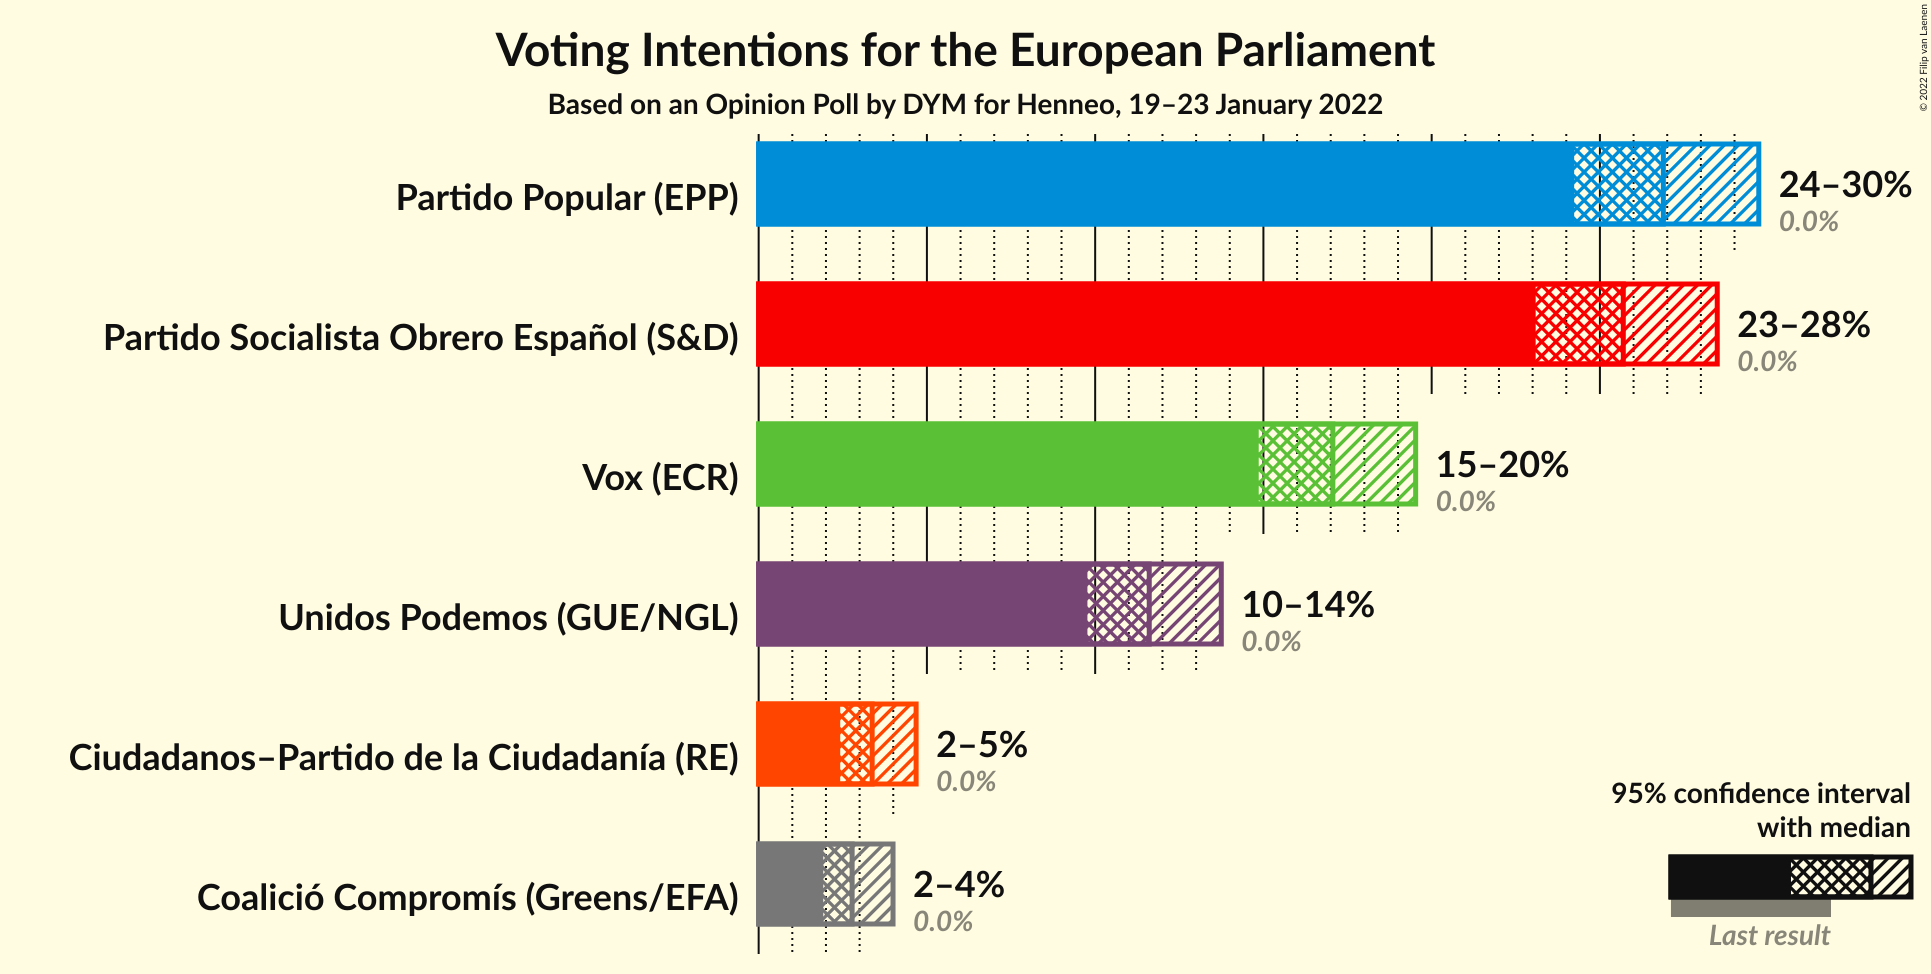 Voting Intentions for the European Parliament
Based on an Opinion Poll by DYM for Henneo, 19–23 January 2022
© 2022 Filip van Laenen
Partido Popular (EPP)
24–30%
0.0%
Partido Socialista Obrero Español (S&D)
23–28%
0.0%
Vox (ECR)
15–20%
0.0%
Unidos Podemos (GUE/NGL)
10–14%
0.0%
Ciudadanos–Partido de la Ciudadanía (RE)
2–5%
0.0%
Coalició Compromís (Greens/EFA)
2–4%
0.0%
95% confidence interval
with median
Last result